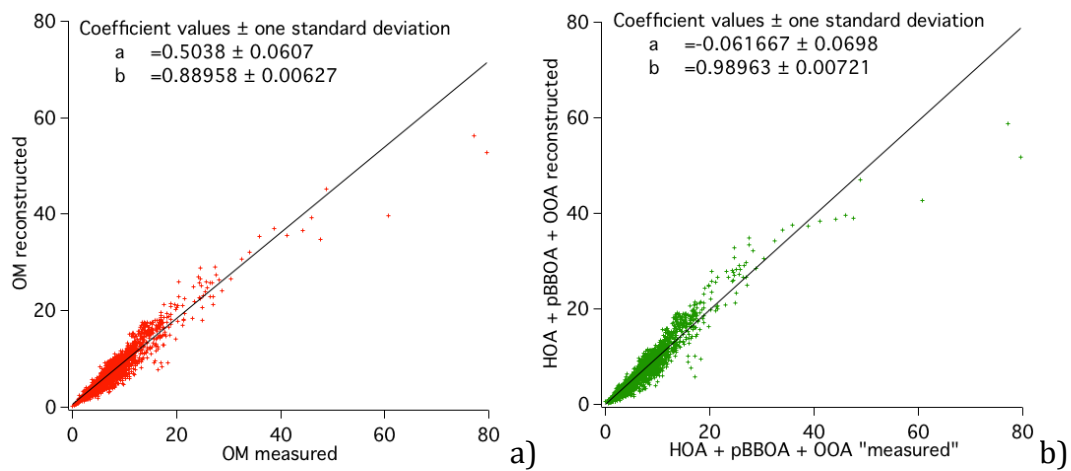 80
60
40
20
0
OM reconstructed
Coefficient values ± one standard deviation
a =0.5038 ± 0.0607
b =0.88958 ± 0.00627
0 20 40 60 80
OM measured
a)
80
60
40
20
0
HOA + pBBOA + OOA reconstructed
Coefficient values ± one standard deviation
a =-0.061667 ± 0.0698
b =0.98963 ± 0.00721
0 20 40 60 80
HOA + pBBOA + OOA "measured"
b)